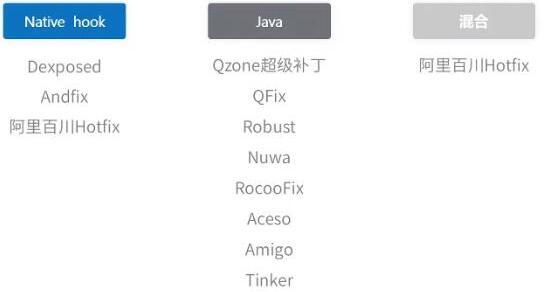 Native hook
Dexposed
Andfix
阿里百川Hotfix
Java
Qzone超级补丁
QFix
Robust
Nuwa
RocooFix
Aceso
Amigo
Tinker
混合
阿里百川Hotfix